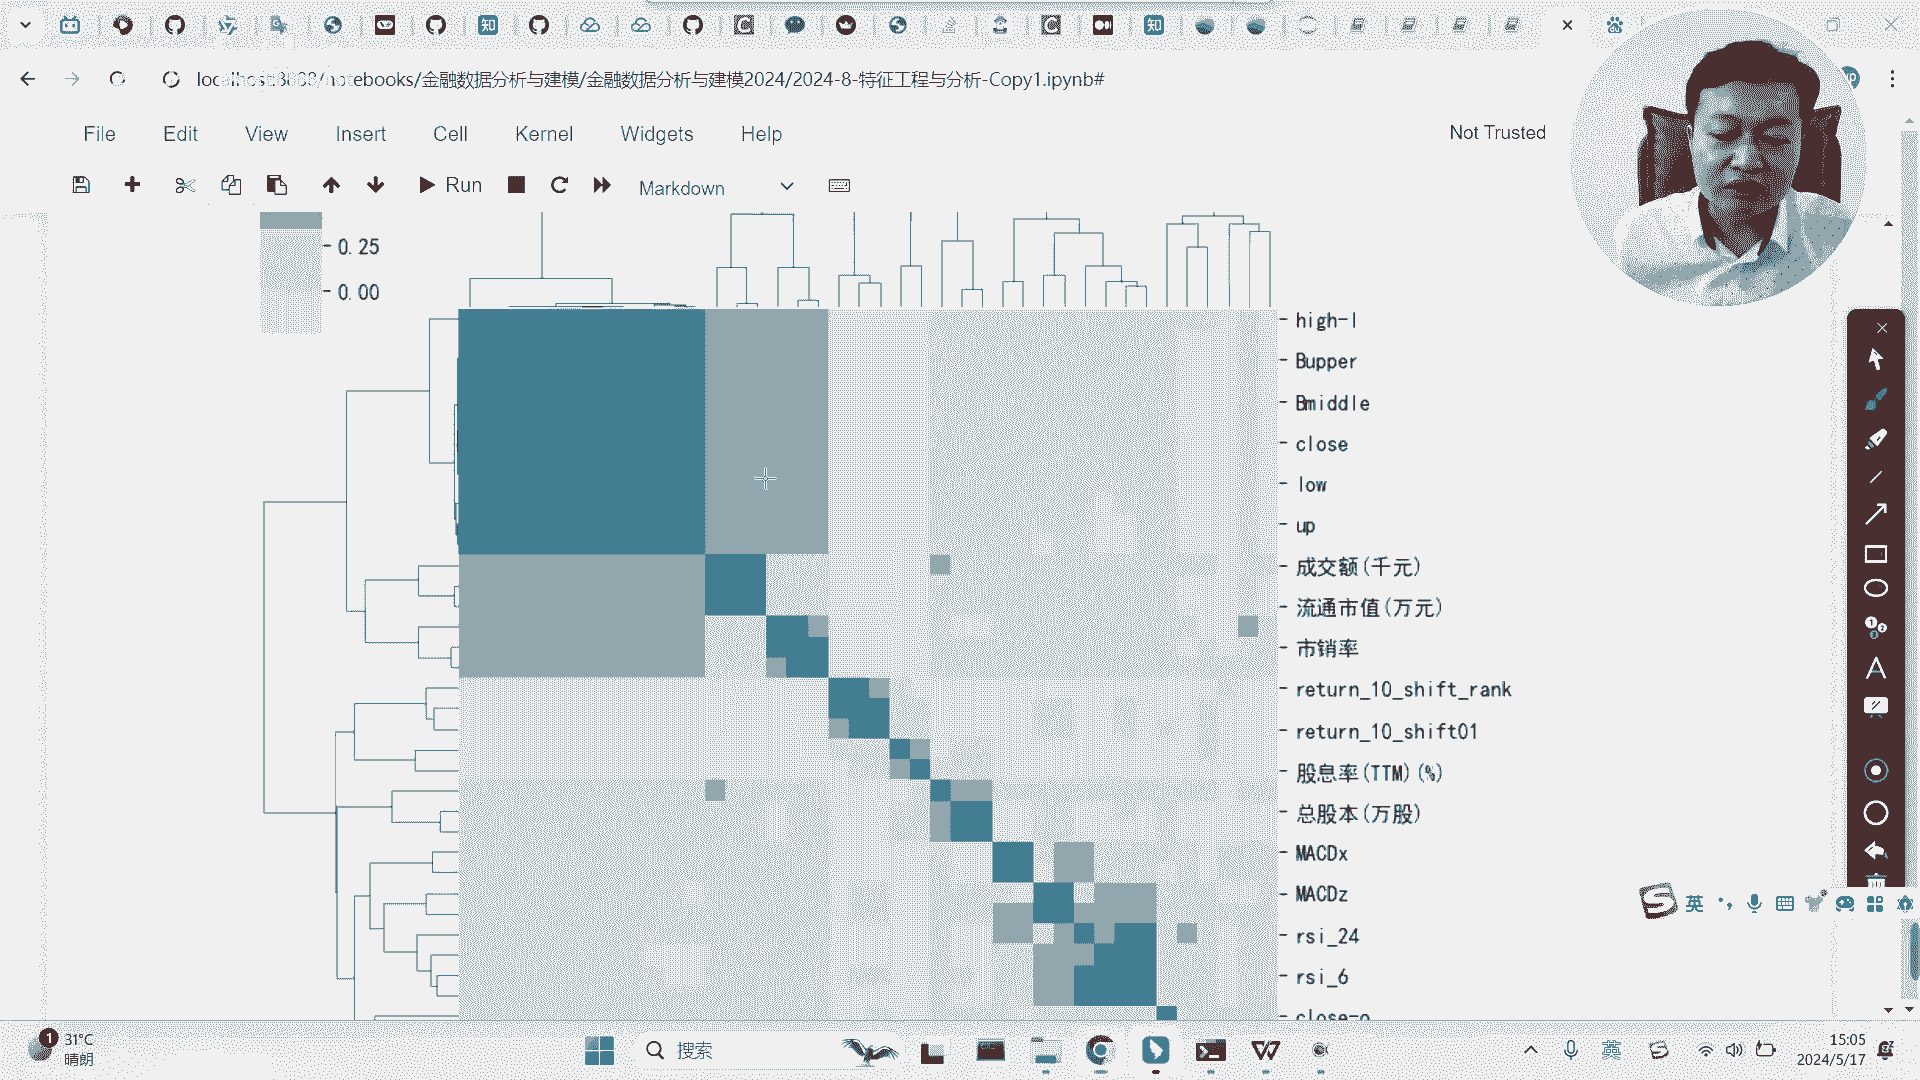 localhost:8888/notebooks/金融数据分析与建模/金融数据分析与建模2024/2024-8-特征工程与分析-Copy1.ipynb#
File Edit View Insert Cell Kernel Widgets Help
Not Trusted
Run
Markdown
0.25
0.00
high-l
Bupper
Bmiddle
close
low
up
成交额(千元)
流通市值(万元)
市销率
return_10_shift_rank
return_10_shift01
股息率(TTM)(%)
总股本(万股)
MACDx
MACDz
rsi_24
rsi_6
close-o
英
1
31°C
晴朗
搜索
英
15:05
2024/5/17